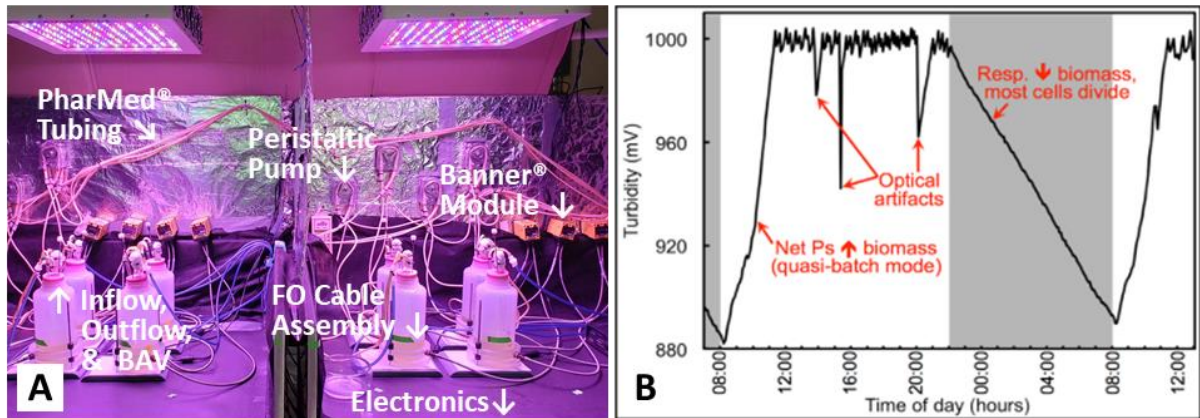 PharMed®
Tubing ↘
Peristaltic
Pump ↓
Banner®
Module ↓
↑ Inflow,
Outflow,
& BAV
FO Cable
Assembly ↓
Electronics↓
A
1000
960
920
880
Turbidity (mV)
Resp. ↓ biomass,
most cells divide
Optical
artifacts
Net Ps ↑ biomass
(quasi-batch mode)
B
08:00
12:00
16:00
20:00
00:00
04:00
08:00
12:00
Time of day (hours)